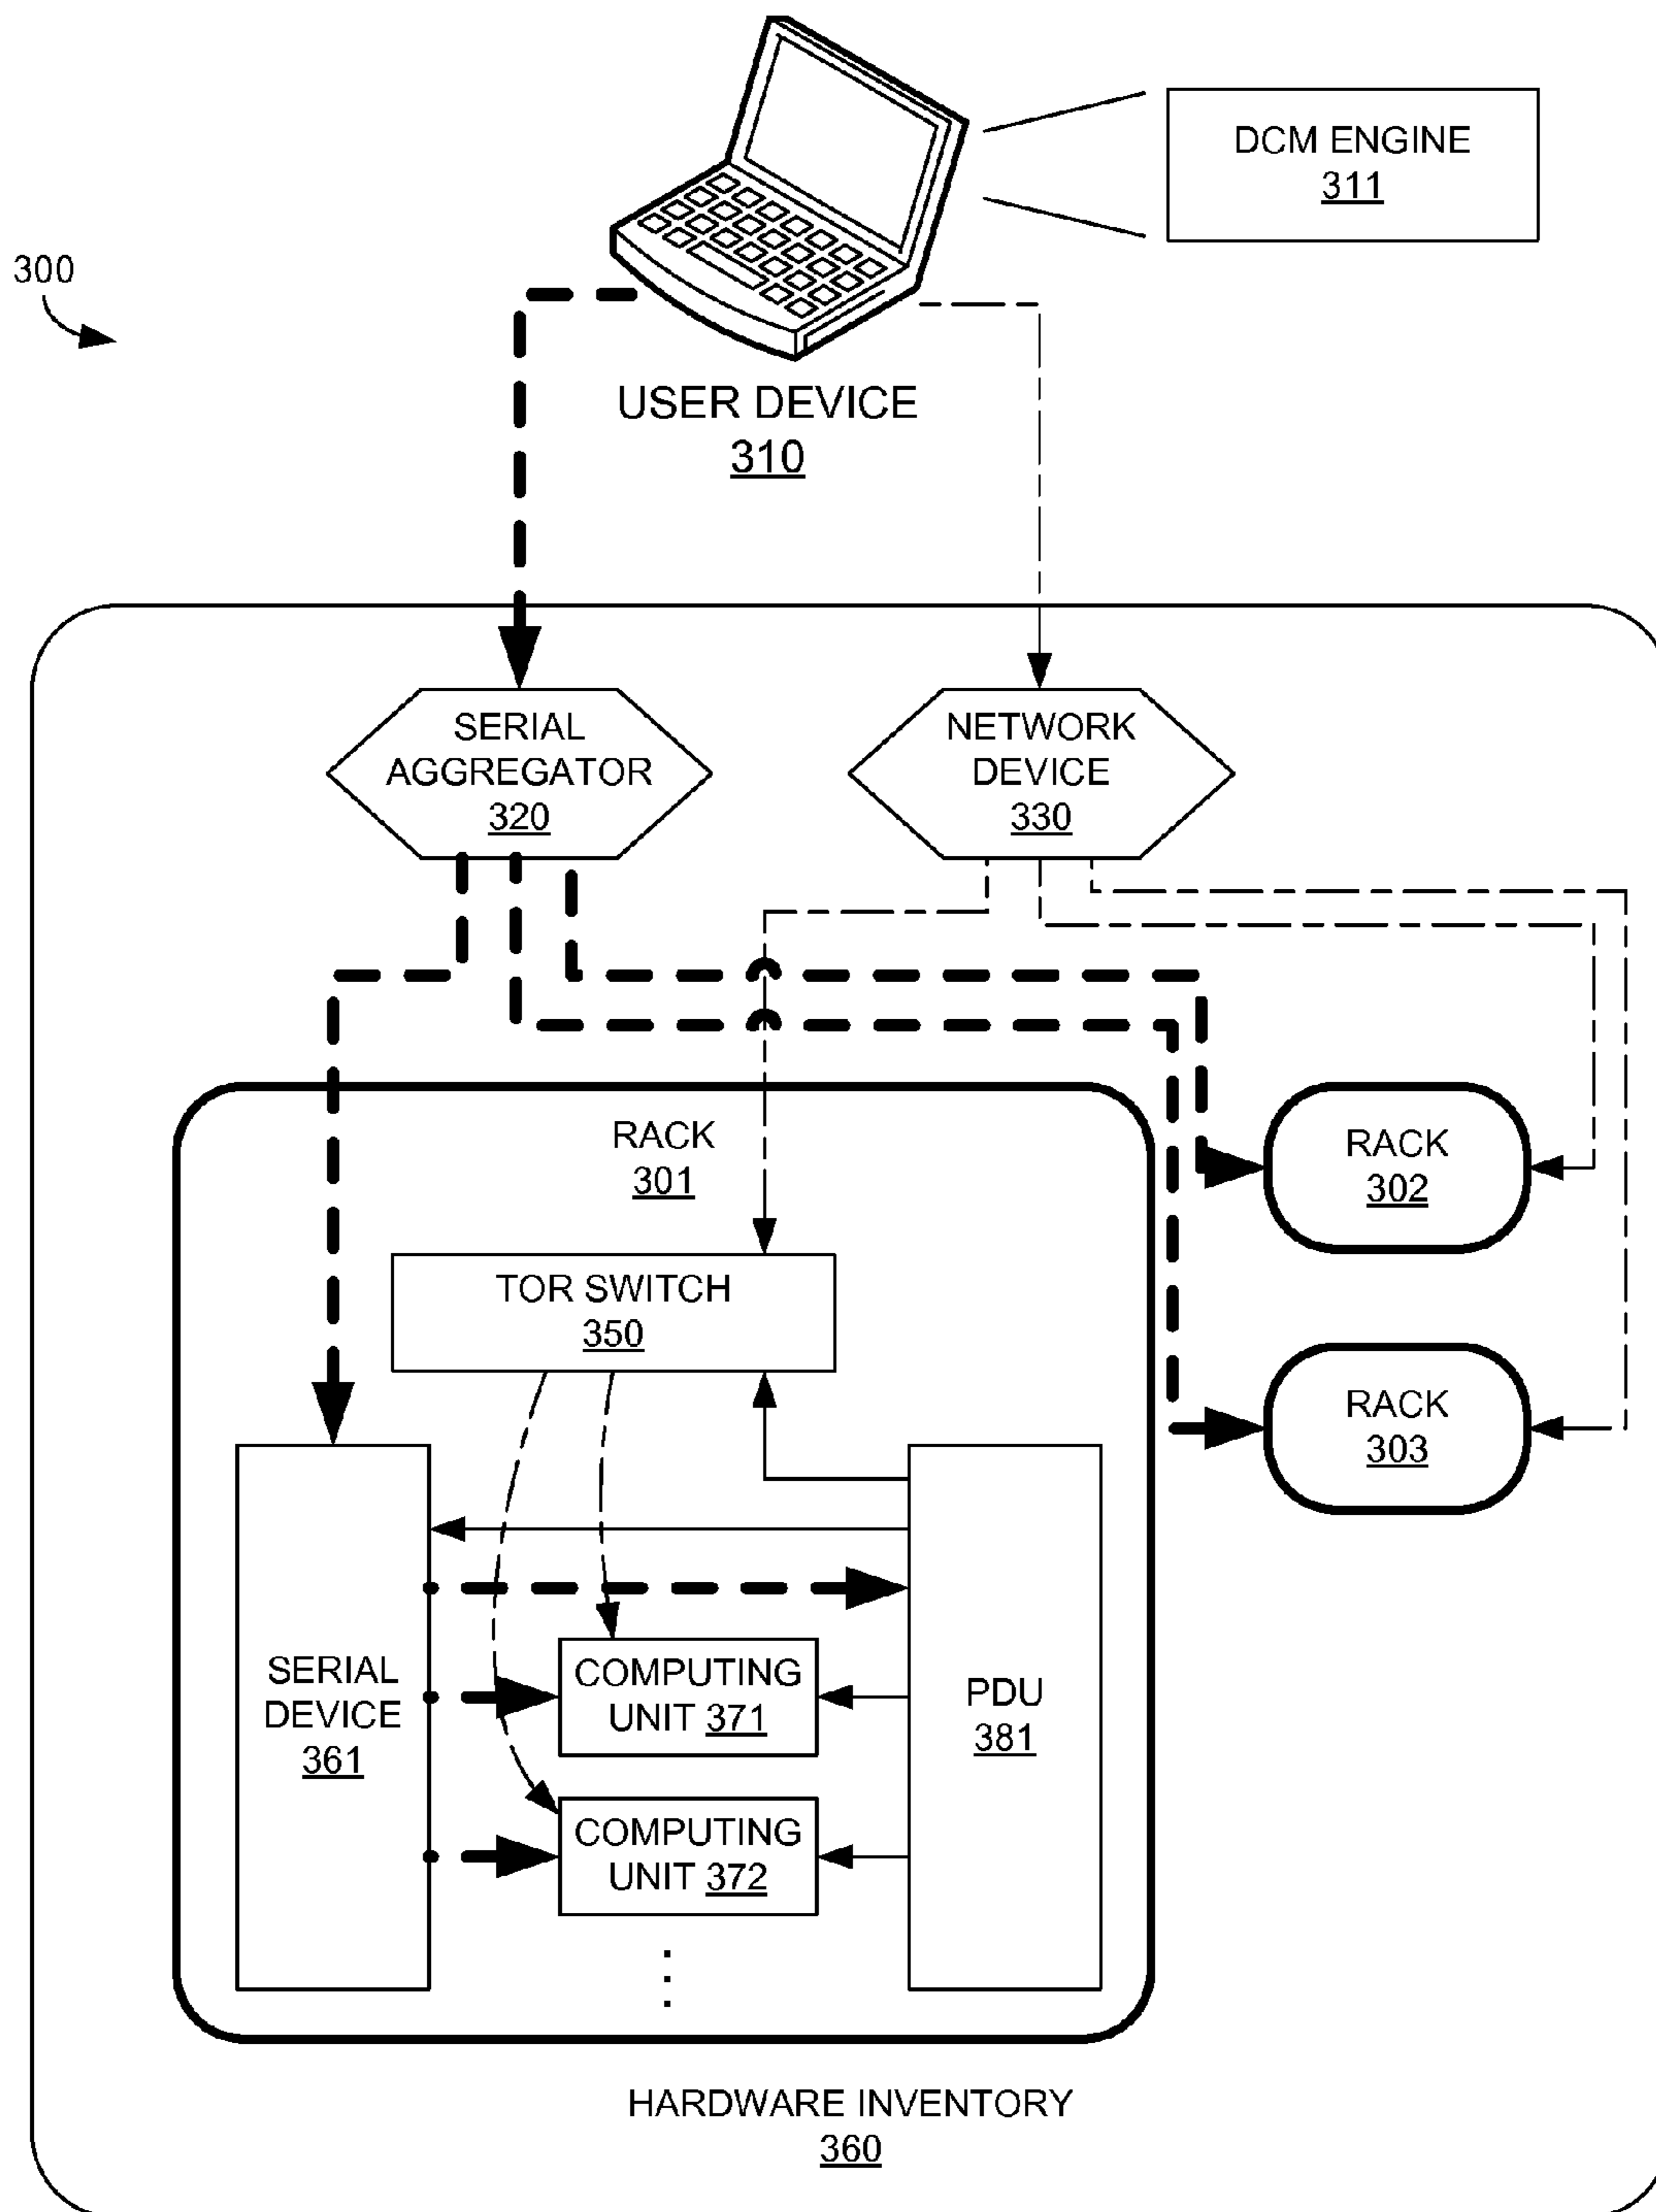 DCM ENGINE
311
300
USER DEVICE
310
SERIAL
AGGREGATOR
320
NETWORK
DEVICE
330
RACK
301
RACK
302
TOR SWITCH
350
RACK
303
SERIAL
DEVICE
361
COMPUTING
UNIT 371
PDU
381
COMPUTING
UNIT 372
HARDWARE INVENTORY
360